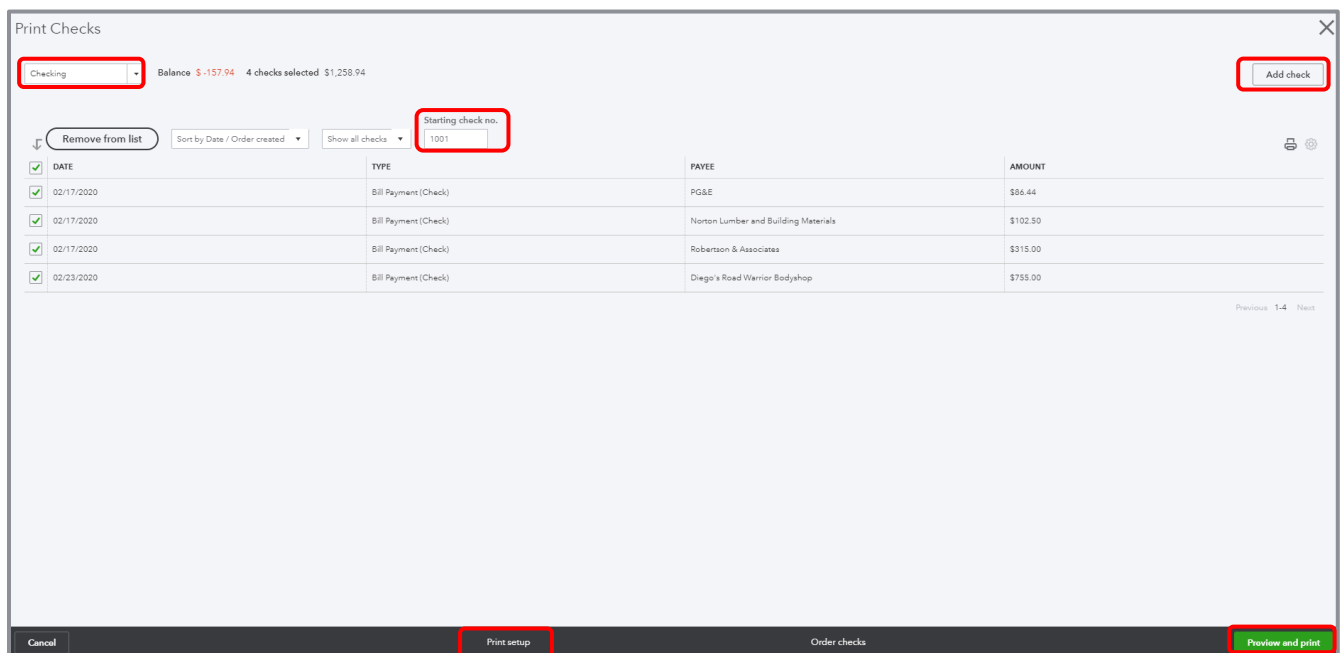 Print Checks
Checking Balance $ -157.94 4 checks selected $1,258.94 Add check
Starting check no.
Remove from list Sort by Date / Order created Show all checks 1001
DATE TYPE PAYEE AMOUNT
02/17/2020 Bill Payment (Check) PG&E $86.44
02/17/2020 Bill Payment (Check) Norton Lumber and Building Materials $102.50
02/17/2020 Bill Payment (Check) Robertson & Associates $315.00
02/23/2020 Bill Payment (Check) Diego's Road Warrior Bodyshop $755.00
Previous 1-4 Next
Cancel Print setup Order checks Preview and print